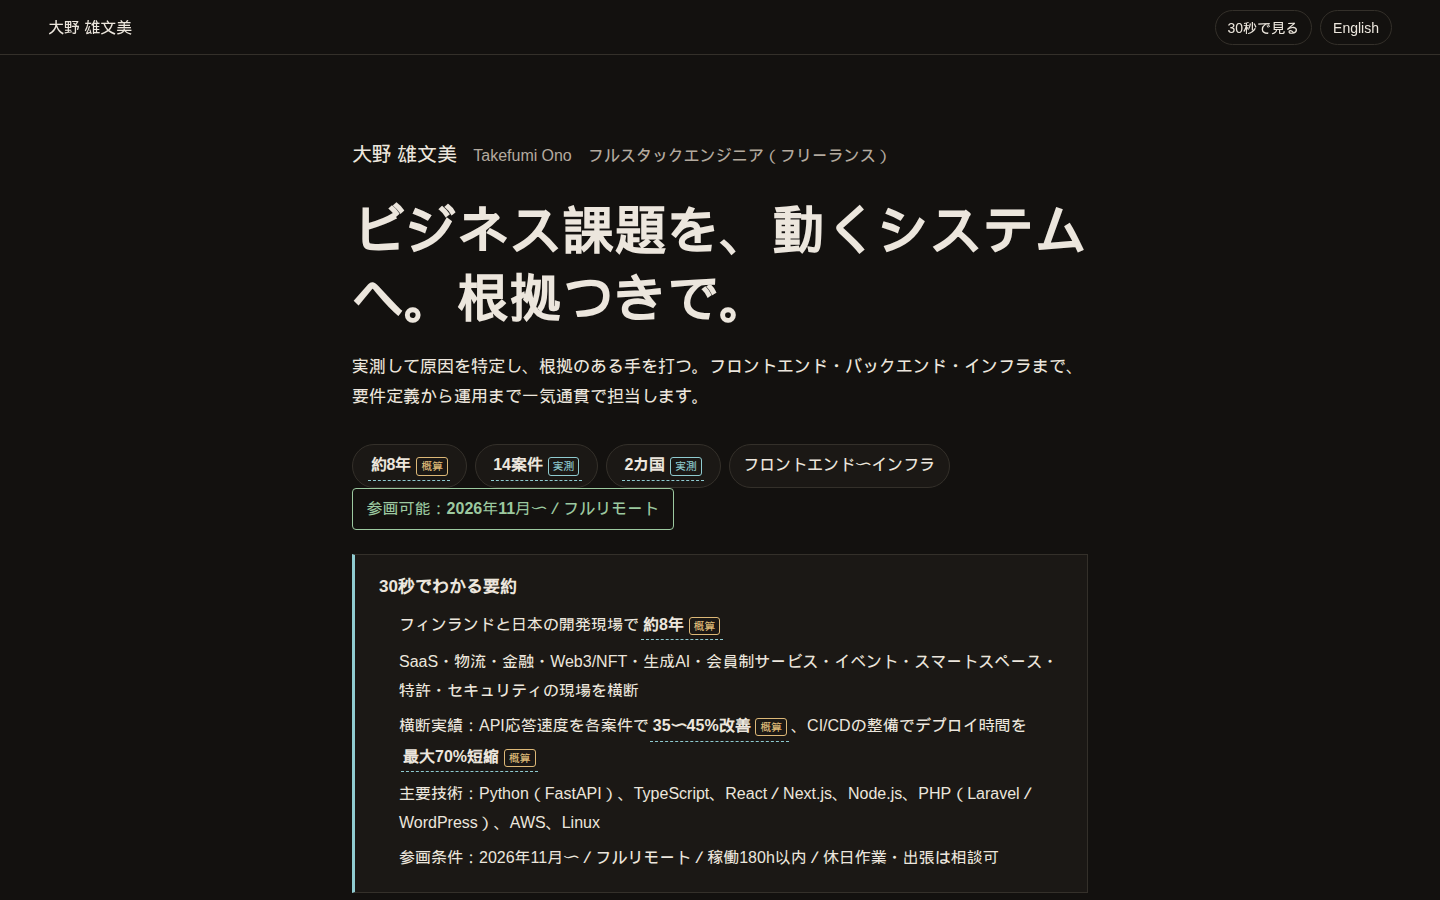 大野 雄文美
30秒で見る
English
大野 雄文美 Takefumi Ono フルスタックエンジニア（フリーランス）
ビジネス課題を、動くシステム
へ。根拠つきで。
実測して原因を特定し、根拠のある手を打つ。フロントエンド・バックエンド・インフラまで、
要件定義から運用まで一気通貫で担当します。
約8年 概算 14案件 実測 2カ国 実測 フロントエンド〜インフラ
参画可能：2026年11月〜 / フルリモート
30秒でわかる要約
フィンランドと日本の開発現場で 約8年 概算
SaaS・物流・金融・Web3/NFT・生成AI・会員制サービス・イベント・スマートスペース・
特許・セキュリティの現場を横断
横断実績：API応答速度を各案件で 35〜45%改善 概算 、CI/CDの整備でデプロイ時間を
最大70%短縮 概算
主要技術：Python（FastAPI）、TypeScript、React / Next.js、Node.js、PHP（Laravel /
WordPress）、AWS、Linux
参画条件：2026年11月〜 / フルリモート / 稼働180h以内 / 休日作業・出張は相談可